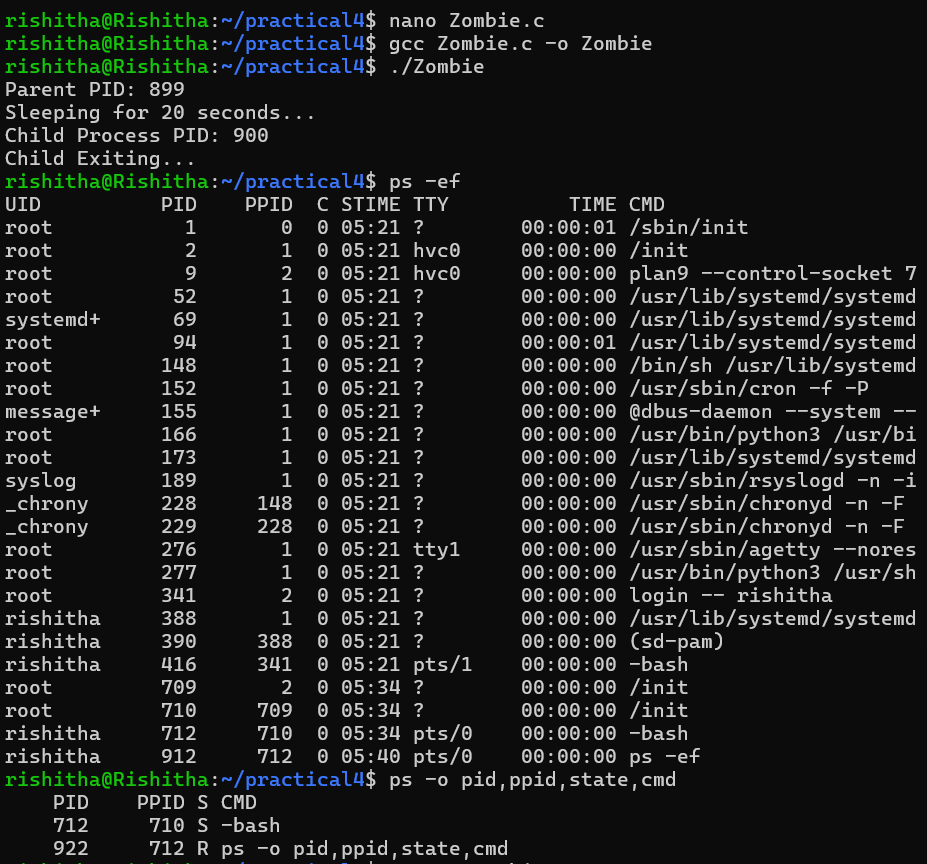 rishitha@Rishitha:~/practical4$ nano Zombie.c
rishitha@Rishitha:~/practical4$ gcc Zombie.c -o Zombie
rishitha@Rishitha:~/practical4$ ./Zombie
Parent PID: 899
Sleeping for 20 seconds...
Child Process PID: 900
Child Exiting...
rishitha@Rishitha:~/practical4$ ps -ef
UID          PID    PPID  C STIME TTY          TIME CMD
root           1       0  0 05:21 ?        00:00:01 /sbin/init
root           2       1  0 05:21 hvc0     00:00:00 /init
root           9       2  0 05:21 hvc0     00:00:00 plan9 --control-socket 7
root          52       1  0 05:21 ?        00:00:00 /usr/lib/systemd/systemd
systemd+      69       1  0 05:21 ?        00:00:00 /usr/lib/systemd/systemd
root          94       1  0 05:21 ?        00:00:01 /usr/lib/systemd/systemd
root         148       1  0 05:21 ?        00:00:00 /bin/sh /usr/lib/systemd
root         152       1  0 05:21 ?        00:00:00 /usr/sbin/cron -f -P
message+     155       1  0 05:21 ?        00:00:00 @dbus-daemon --system --
root         166       1  0 05:21 ?        00:00:00 /usr/bin/python3 /usr/bi
root         173       1  0 05:21 ?        00:00:00 /usr/lib/systemd/systemd
syslog       189       1  0 05:21 ?        00:00:00 /usr/sbin/rsyslogd -n -i
_chrony      228     148  0 05:21 ?        00:00:00 /usr/sbin/chronyd -n -F
_chrony      229     228  0 05:21 ?        00:00:00 /usr/sbin/chronyd -n -F
root         276       1  0 05:21 tty1     00:00:00 /usr/sbin/agetty --nores
root         277       1  0 05:21 ?        00:00:00 /usr/bin/python3 /usr/sh
root         341       2  0 05:21 ?        00:00:00 login -- rishitha
rishitha     388       1  0 05:21 ?        00:00:00 /usr/lib/systemd/systemd
rishitha     390     388  0 05:21 ?        00:00:00 (sd-pam)
rishitha     416     341  0 05:21 pts/1    00:00:00 -bash
root         709       2  0 05:34 ?        00:00:00 /init
root         710     709  0 05:34 ?        00:00:00 /init
rishitha     712     710  0 05:34 pts/0    00:00:00 -bash
rishitha     912     712  0 05:40 pts/0    00:00:00 ps -ef
rishitha@Rishitha:~/practical4$ ps -o pid,ppid,state,cmd
    PID    PPID S CMD
    712     710 S -bash
    922     712 R ps -o pid,ppid,state,cmd